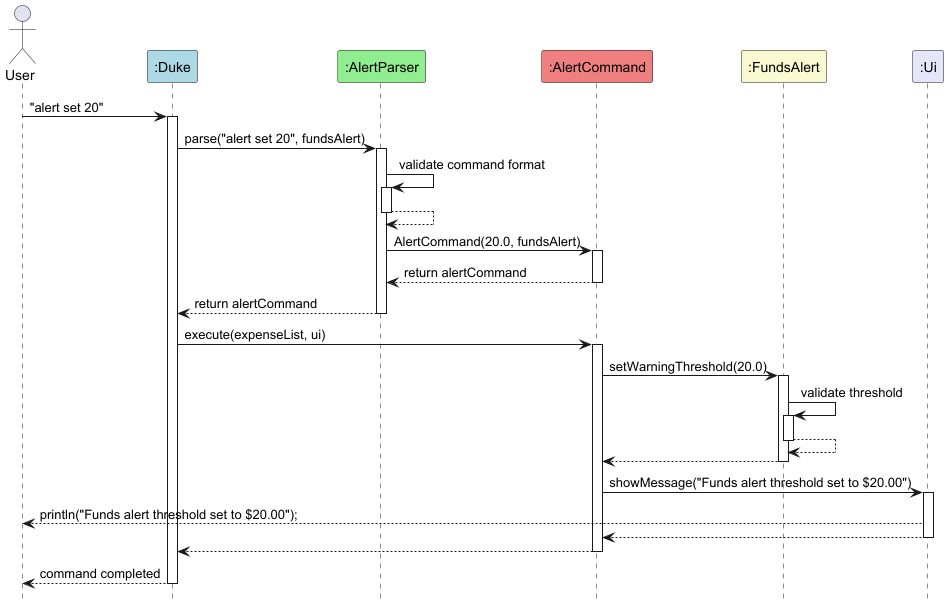 User
:Duke
:AlertParser
:AlertCommand
:FundsAlert
:Ui
"alert set 20"
parse("alert set 20", fundsAlert)
validate command format
AlertCommand(20.0, fundsAlert)
return alertCommand
return alertCommand
execute(expenseList, ui)
setWarningThreshold(20.0)
validate threshold
showMessage("Funds alert threshold set to $20.00")
println("Funds alert threshold set to $20.00");
command completed